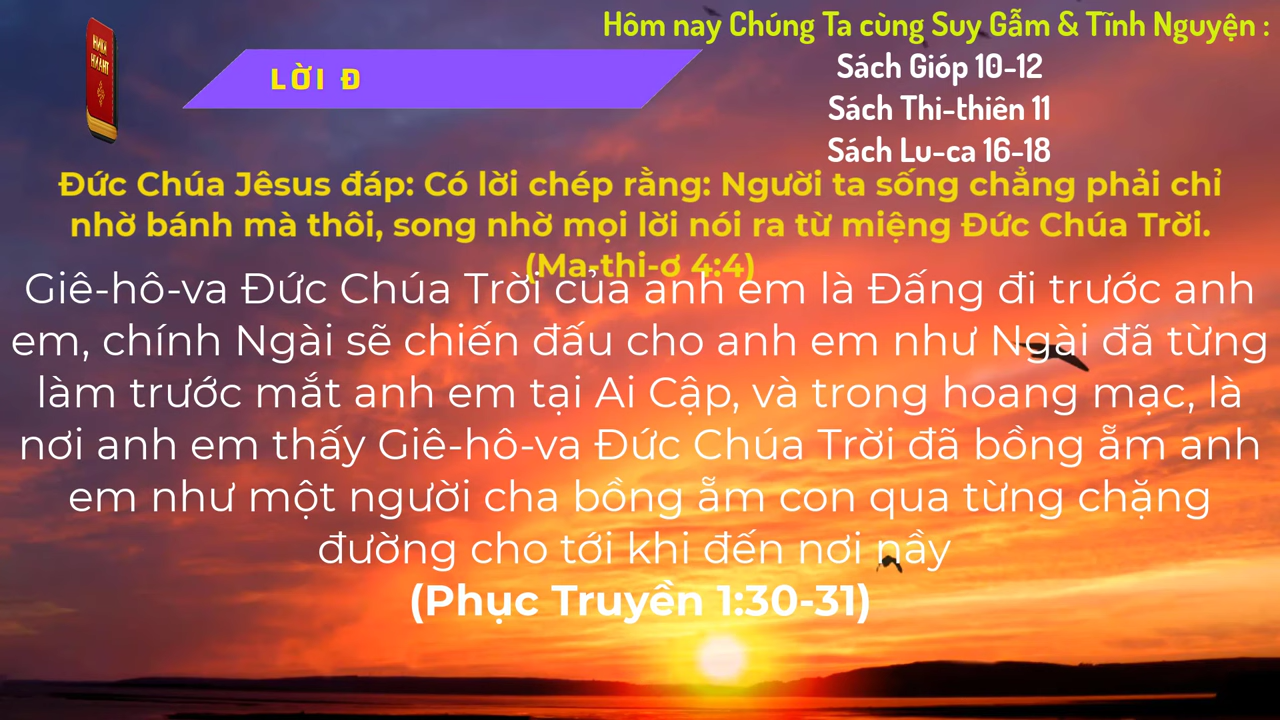 Hôm nay Chúng Ta cùng Suy Gẫm & Tĩnh Nguyện :
Sách Gióp 10-12
Sách Thi-thiên 11
Sách Lu-ca 16-18
KINH
THÁNH
LỜI Đ
Đức Chúa Jêsus đáp: Có lời chép rằng: Người ta sống chẳng phải chỉ
nhờ bánh mà thôi, song nhờ mọi lời nói ra từ miệng Đức Chúa Trời.
(Ma-thi-ơ 4:4)
Giê-hô-va Đức Chúa Trời của anh em là Đấng đi trước anh
em, chính Ngài sẽ chiến đấu cho anh em như Ngài đã từng
làm trước mắt anh em tại Ai Cập, và trong hoang mạc, là
nơi anh em thấy Giê-hô-va Đức Chúa Trời đã bồng ẵm anh
em như một người cha bồng ẵm con qua từng chặng
đường cho tới khi đến nơi nầy
(Phục Truyền 1:30-31)